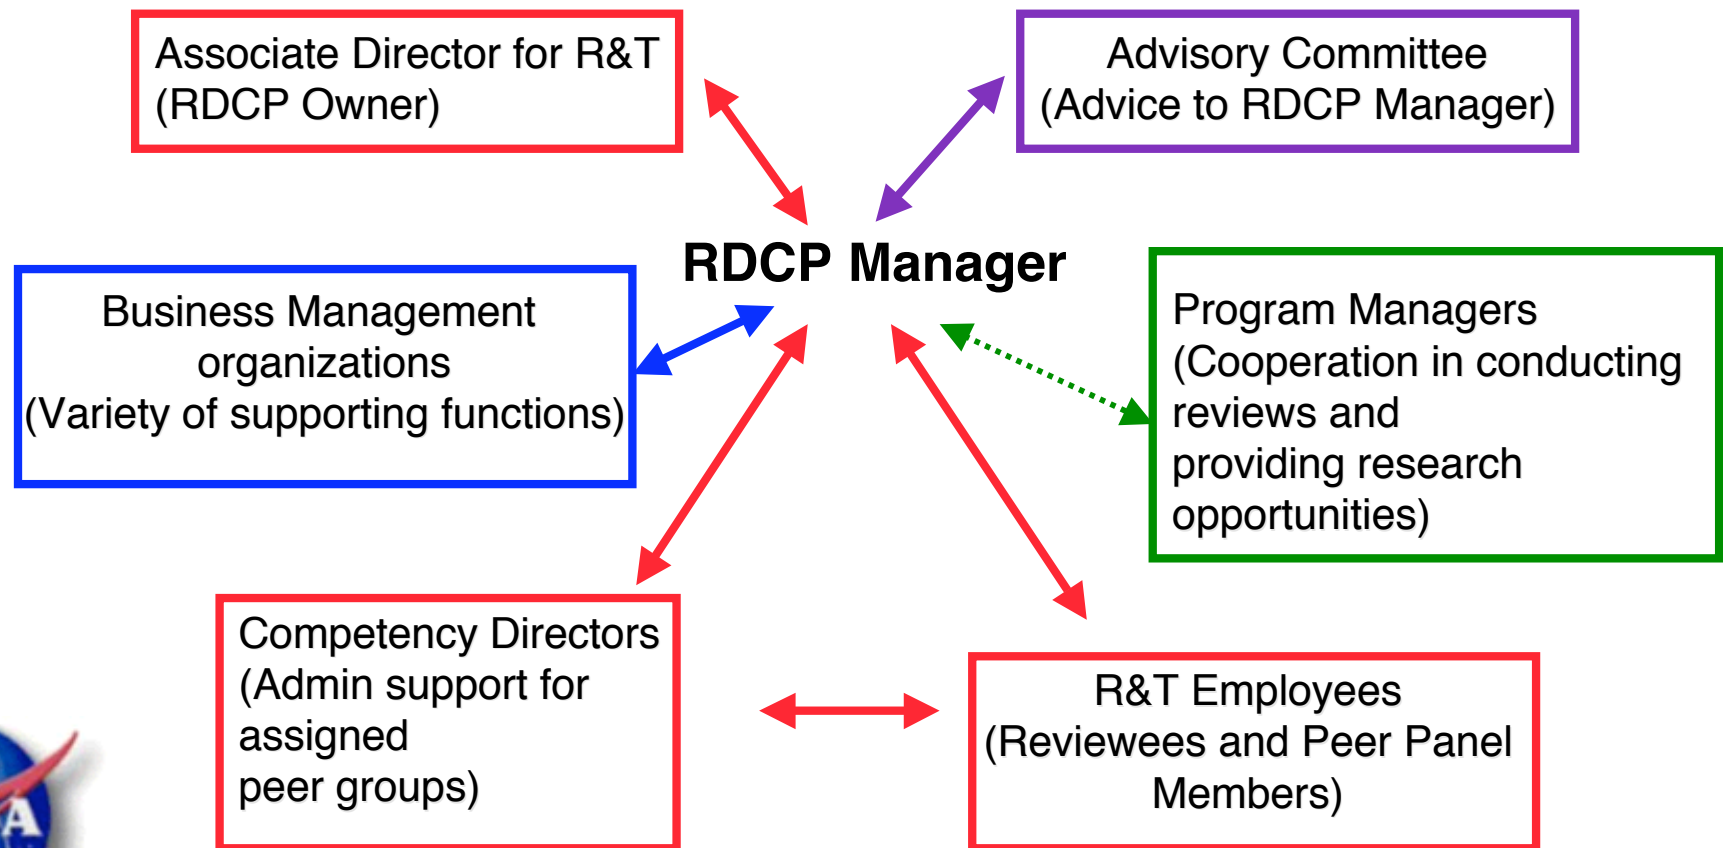 Associate Director for R&T
(RDCP Owner)
Advisory Committee
(Advice to RDCP Manager)
RDCP Manager
Business Management
organizations
(Variety of supporting functions)
Program Managers
(Cooperation in conducting
reviews and
providing research
opportunities)
Competency Directors
(Admin support for
assigned
peer groups)
R&T Employees
(Reviewees and Peer Panel
Members)
A